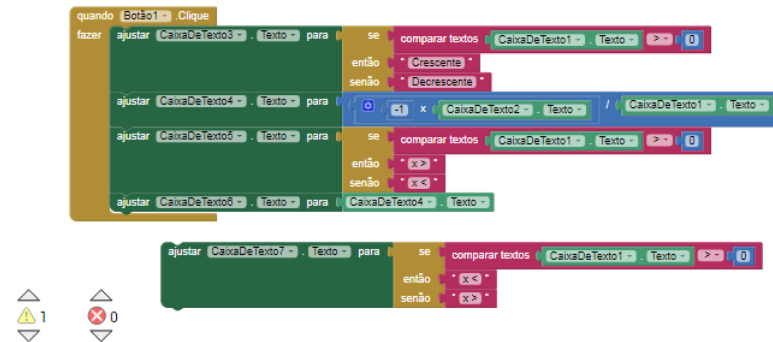 quando Botão1 .Clique
fazer ajustar CaixaDeTexto3 . Texto para se comparar textos CaixaDeTexto1 . Texto > 0
então " Crescente "
senão " Decrescente "
ajustar CaixaDeTexto4 . Texto para -1 x CaixaDeTexto2 . Texto / CaixaDeTexto1 . Texto
ajustar CaixaDeTexto5 . Texto para se comparar textos CaixaDeTexto1 . Texto > 0
então " x > "
senão " x < "
ajustar CaixaDeTexto6 . Texto para CaixaDeTexto4 . Texto
ajustar CaixaDeTexto7 . Texto para se comparar textos CaixaDeTexto1 . Texto > 0
então " x < "
senão " x > "
1 0